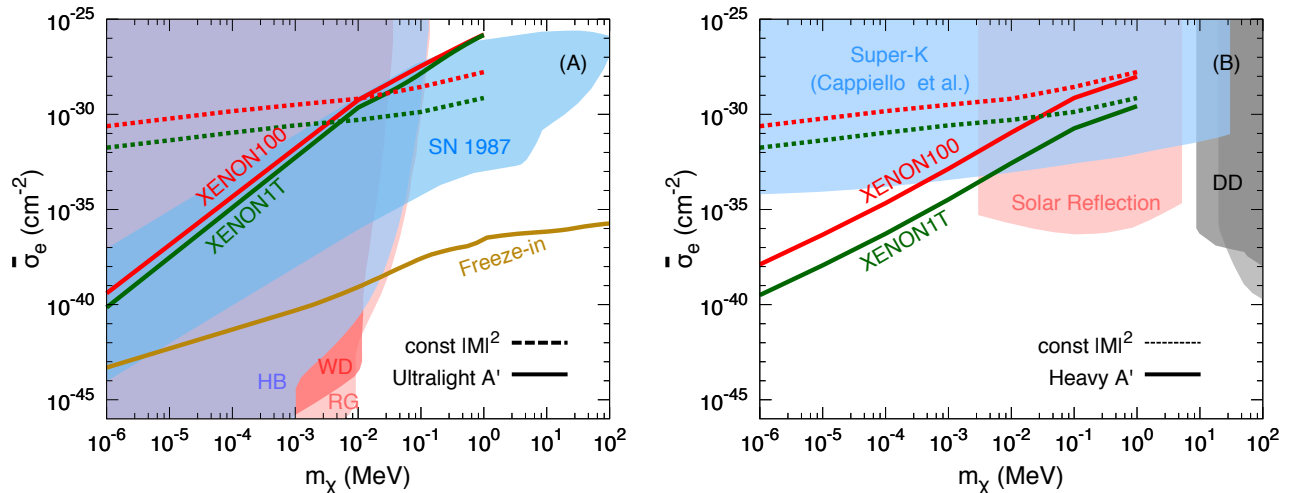 10^-25
10^-30
10^-35
10^-40
10^-45
σ̄_e (cm^-2)
(A)
XENON100
XENON1T
SN 1987
Freeze-in
HB
WD
RG
const |M|^2
Ultralight A'
10^-6 10^-5 10^-4 10^-3 10^-2 10^-1 10^0 10^1 10^2
m_χ (MeV)
10^-25
10^-30
10^-35
10^-40
10^-45
σ̄_e (cm^-2)
Super-K
(Cappiello et al.)
(B)
XENON100
XENON1T
DD
Solar Reflection
const |M|^2
Heavy A'
10^-6 10^-5 10^-4 10^-3 10^-2 10^-1 10^0 10^1 10^2
m_χ (MeV)